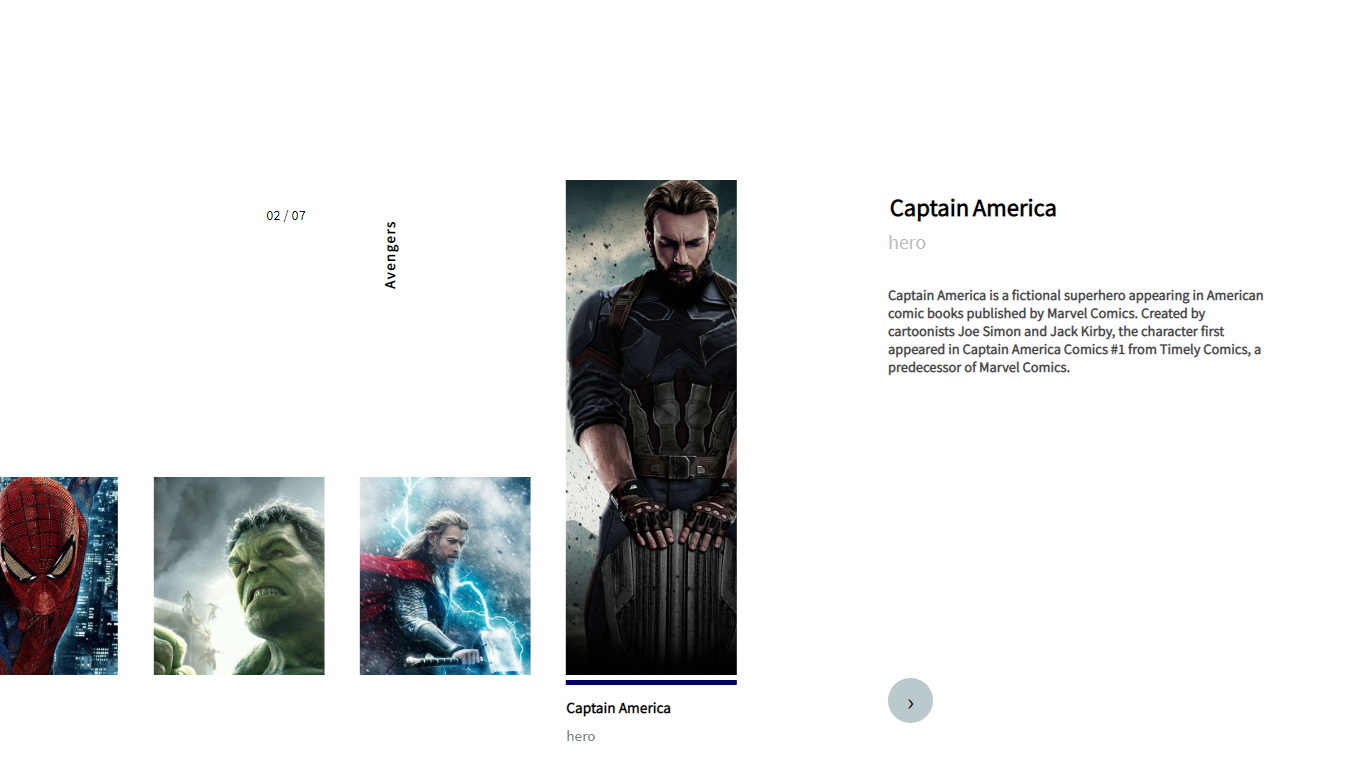 02 / 07
Avengers
Captain America
hero
Captain America is a fictional superhero appearing in American
comic books published by Marvel Comics. Created by
cartoonists Joe Simon and Jack Kirby, the character first
appeared in Captain America Comics #1 from Timely Comics, a
predecessor of Marvel Comics.
›
Captain America
hero